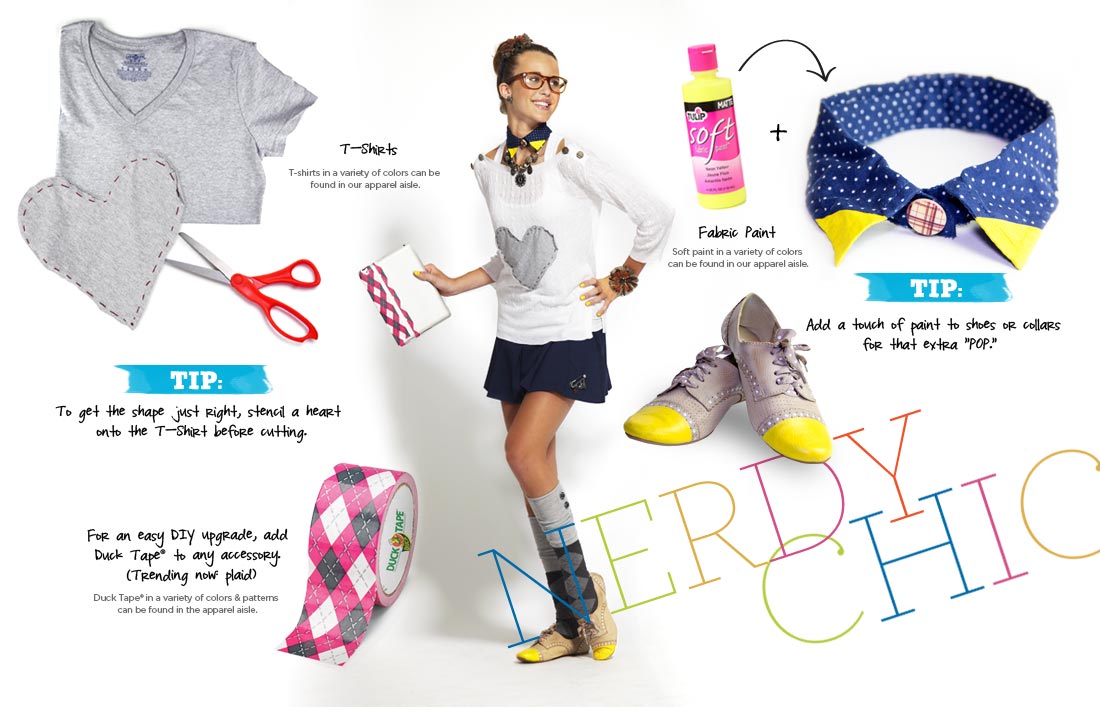 T-Shirts
T-shirts in a variety of colors can be
found in our apparel aisle.
TIP:
To get the shape just right, stencil a heart
onto the T-Shirt before cutting.
For an easy DIY upgrade, add
Duck Tape® to any accessory.
(Trending now: plaid)
Duck Tape® in a variety of colors & patterns
can be found in the apparel aisle.
DUCK TAPE
MATTE
TULIP
soft
fabric paint
Fabric Paint
Soft paint in a variety of colors
can be found in our apparel aisle.
+
TIP:
Add a touch of paint to shoes or collars
for that extra "POP."
NERDY
CHIC